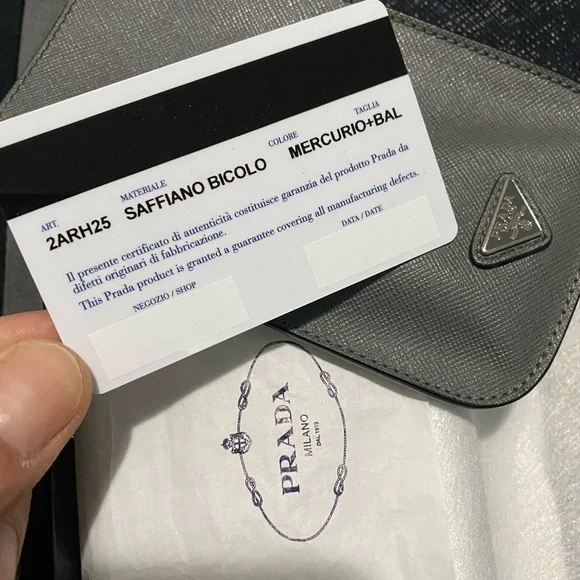 ART.
MATERIALE
COLORE
TAGLIA
2ARH25 SAFFIANO BICOLO MERCURIO+BAL
Il presente certificato di autenticità costituisce garanzia del prodotto Prada da
difetti originari di fabbricazione.
This Prada product is granted a guarantee covering all manufacturing defects.
NEGOZIO / SHOP
DATA / DATE
PRADA
PRADA
MILANO
DAL 1913